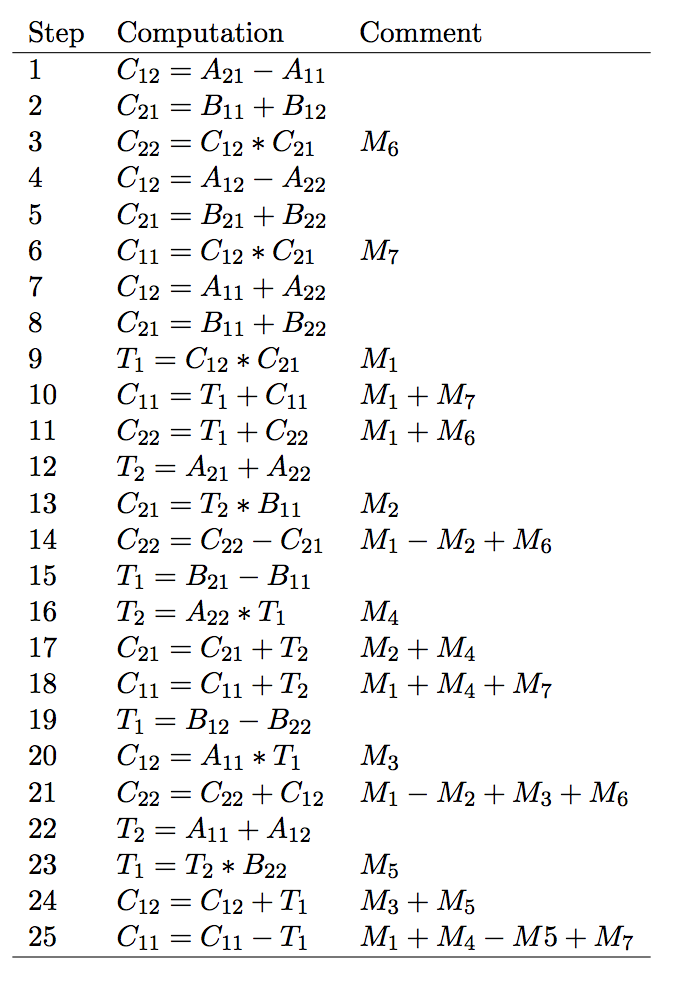 Step Computation Comment
1 C₁₂ = A₂₁ − A₁₁
2 C₂₁ = B₁₁ + B₁₂
3 C₂₂ = C₁₂ ∗ C₂₁ M₆
4 C₁₂ = A₁₂ − A₂₂
5 C₂₁ = B₂₁ + B₂₂
6 C₁₁ = C₁₂ ∗ C₂₁ M₇
7 C₁₂ = A₁₁ + A₂₂
8 C₂₁ = B₁₁ + B₂₂
9 T₁ = C₁₂ ∗ C₂₁ M₁
10 C₁₁ = T₁ + C₁₁ M₁ + M₇
11 C₂₂ = T₁ + C₂₂ M₁ + M₆
12 T₂ = A₂₁ + A₂₂
13 C₂₁ = T₂ ∗ B₁₁ M₂
14 C₂₂ = C₂₂ − C₂₁ M₁ − M₂ + M₆
15 T₁ = B₂₁ − B₁₁
16 T₂ = A₂₂ ∗ T₁ M₄
17 C₂₁ = C₂₁ + T₂ M₂ + M₄
18 C₁₁ = C₁₁ + T₂ M₁ + M₄ + M₇
19 T₁ = B₁₂ − B₂₂
20 C₁₂ = A₁₁ ∗ T₁ M₃
21 C₂₂ = C₂₂ + C₁₂ M₁ − M₂ + M₃ + M₆
22 T₂ = A₁₁ + A₁₂
23 T₁ = T₂ ∗ B₂₂ M₅
24 C₁₂ = C₁₂ + T₁ M₃ + M₅
25 C₁₁ = C₁₁ − T₁ M₁ + M₄ − M5 + M₇